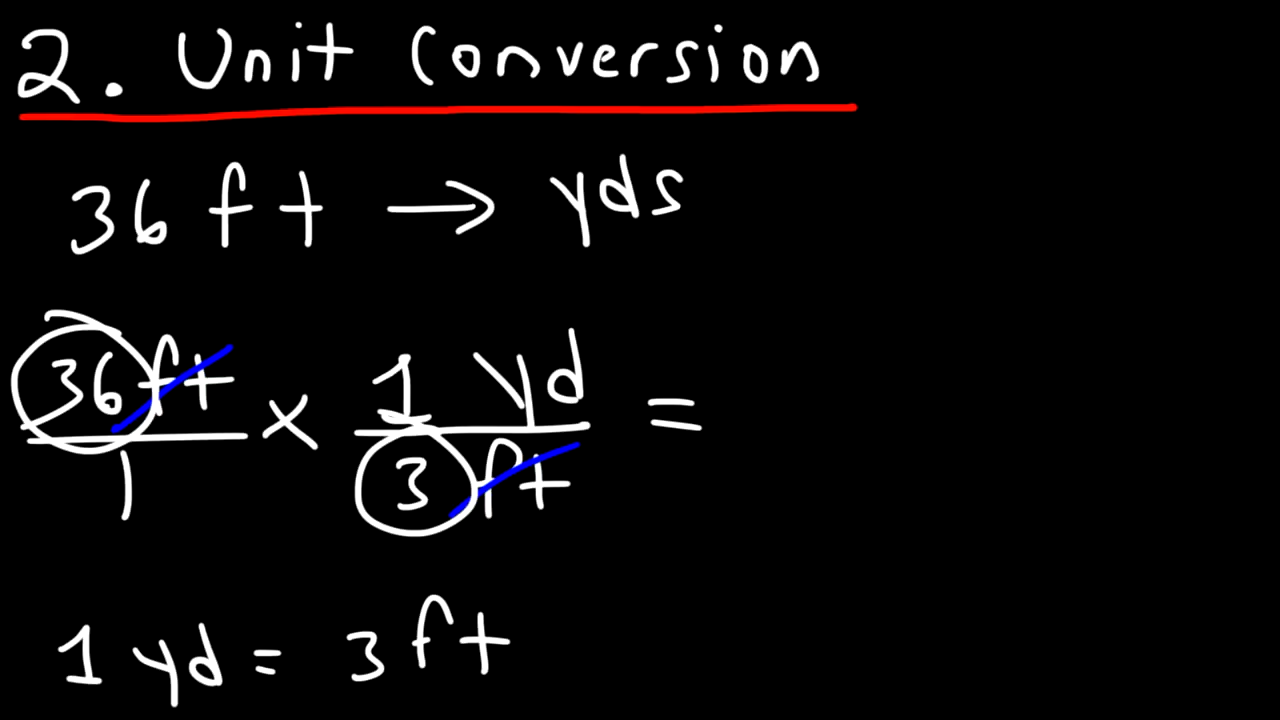 2. Unit Conversion
36 ft → yds
36 ft × 1 yd =
1 3 ft
1 yd = 3 ft